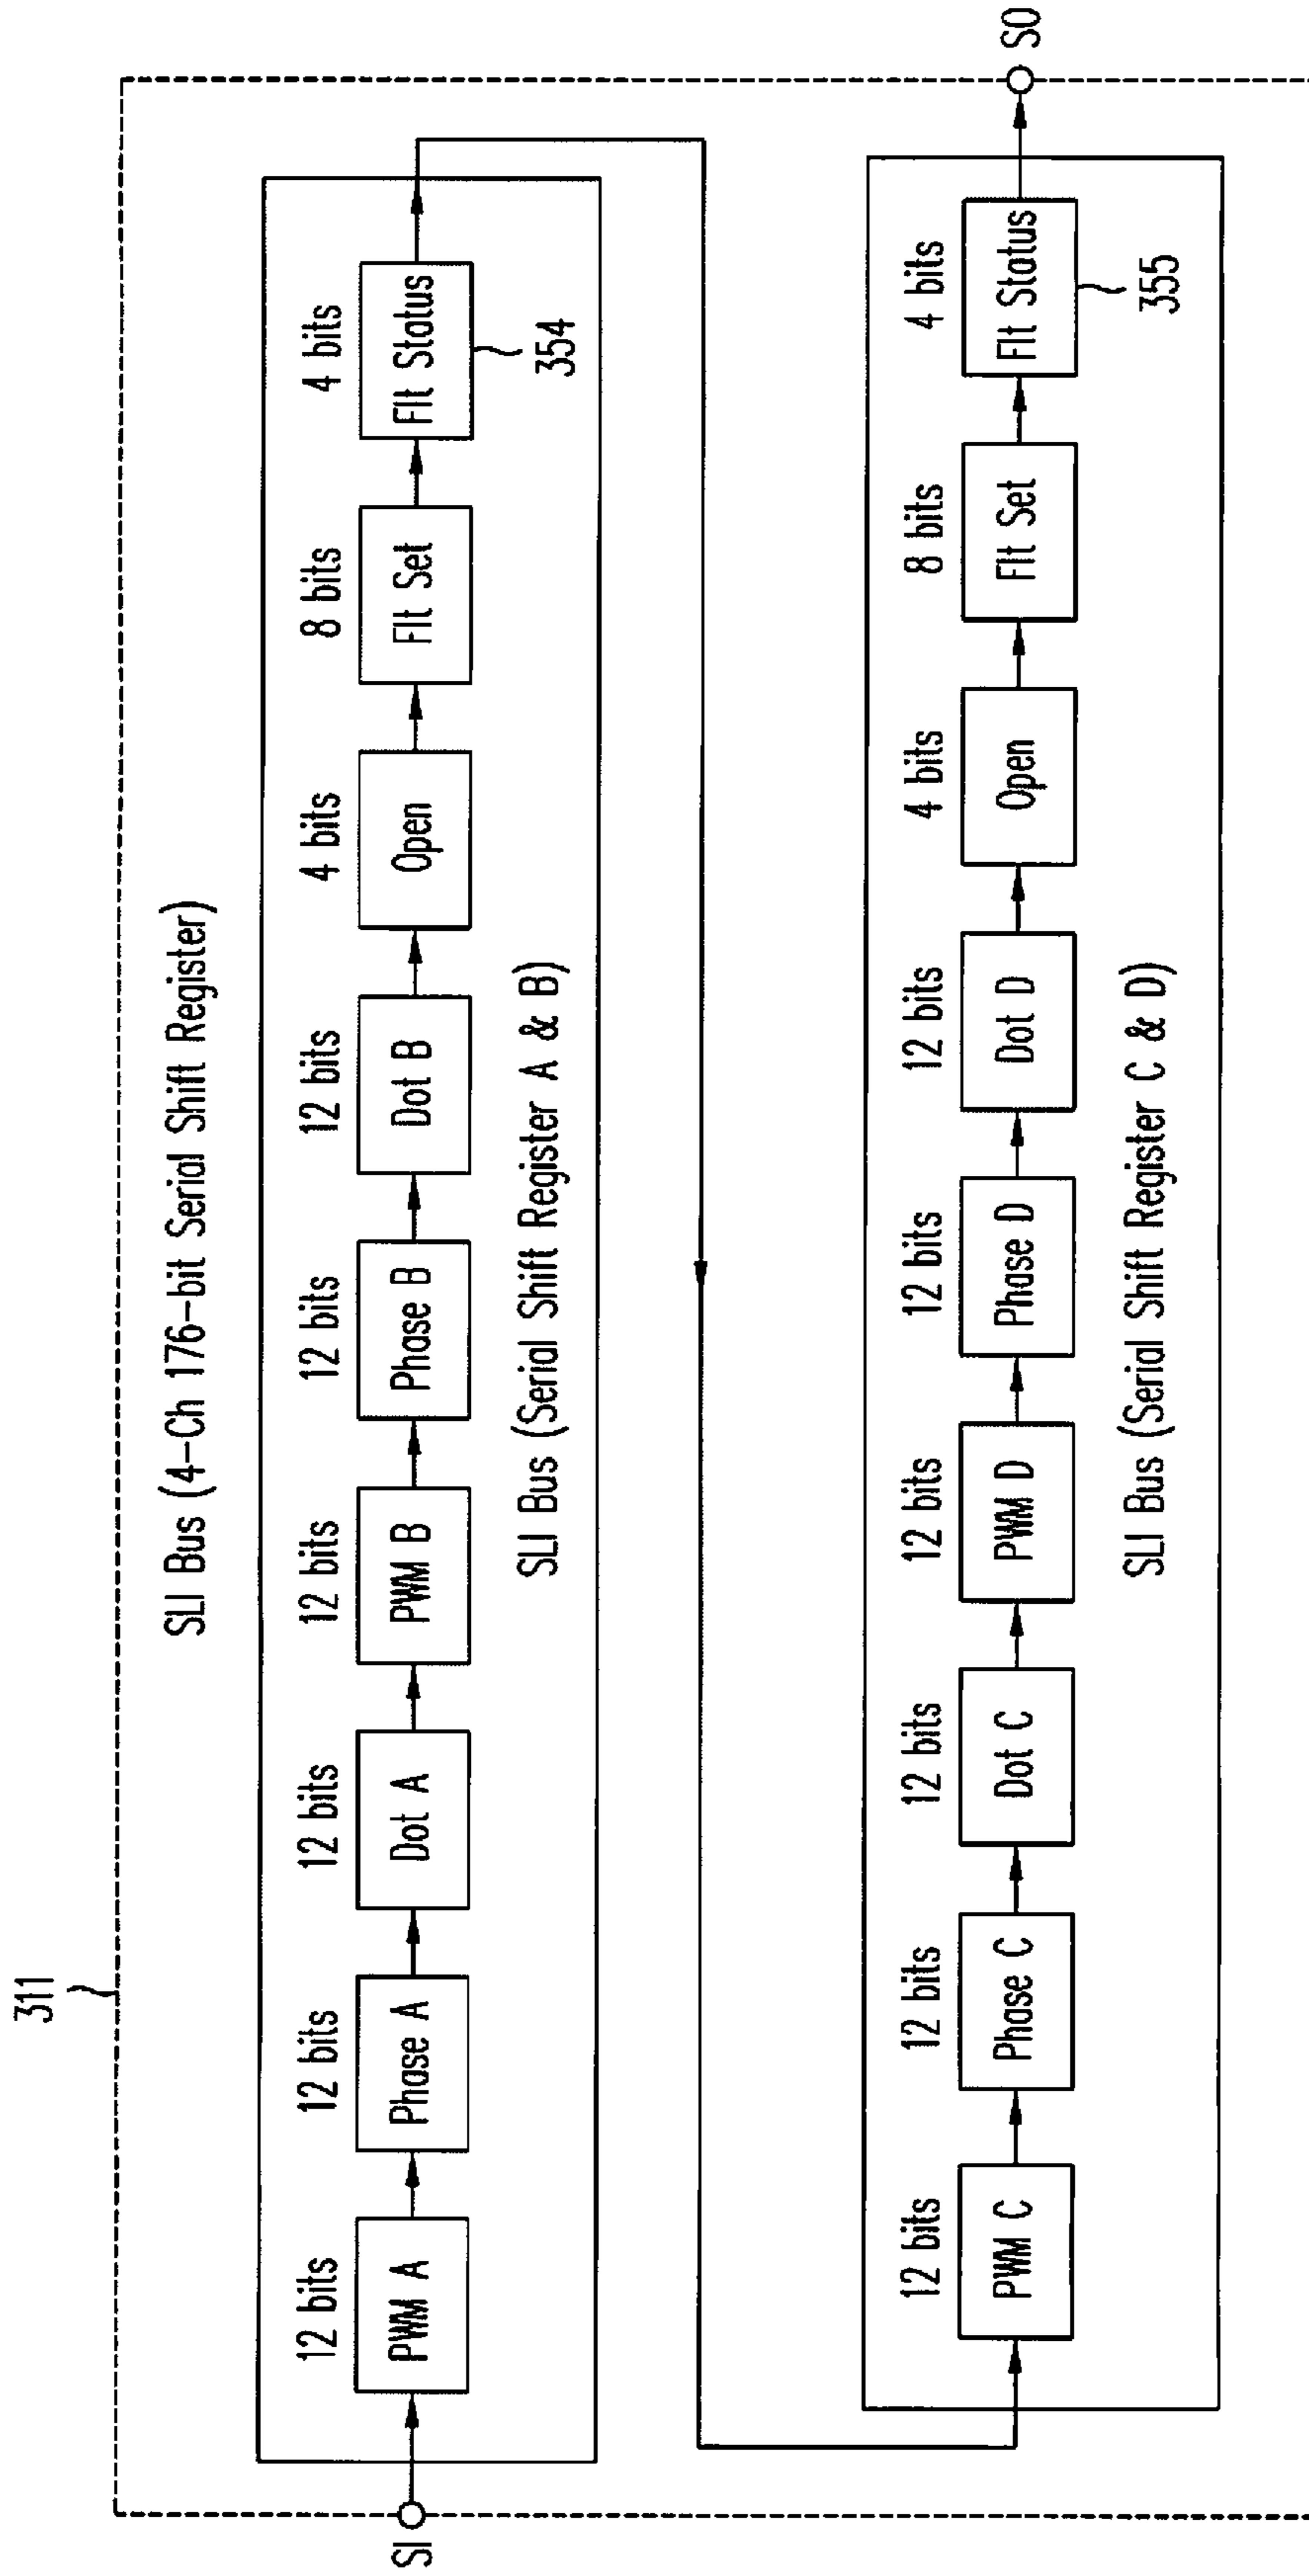 311
SLI Bus (4-Ch 176-bit Serial Shift Register)
SI
12 bits
PWM A
12 bits
Phase A
12 bits
Dot A
12 bits
PWM B
12 bits
Phase B
12 bits
Dot B
4 bits
Open
8 bits
Flt Set
4 bits
Flt Status
354
SLI Bus (Serial Shift Register A & B)
12 bits
PWM C
12 bits
Phase C
12 bits
Dot C
12 bits
PWM D
12 bits
Phase D
12 bits
Dot D
4 bits
Open
8 bits
Flt Set
4 bits
Flt Status
355
SO
SLI Bus (Serial Shift Register C & D)